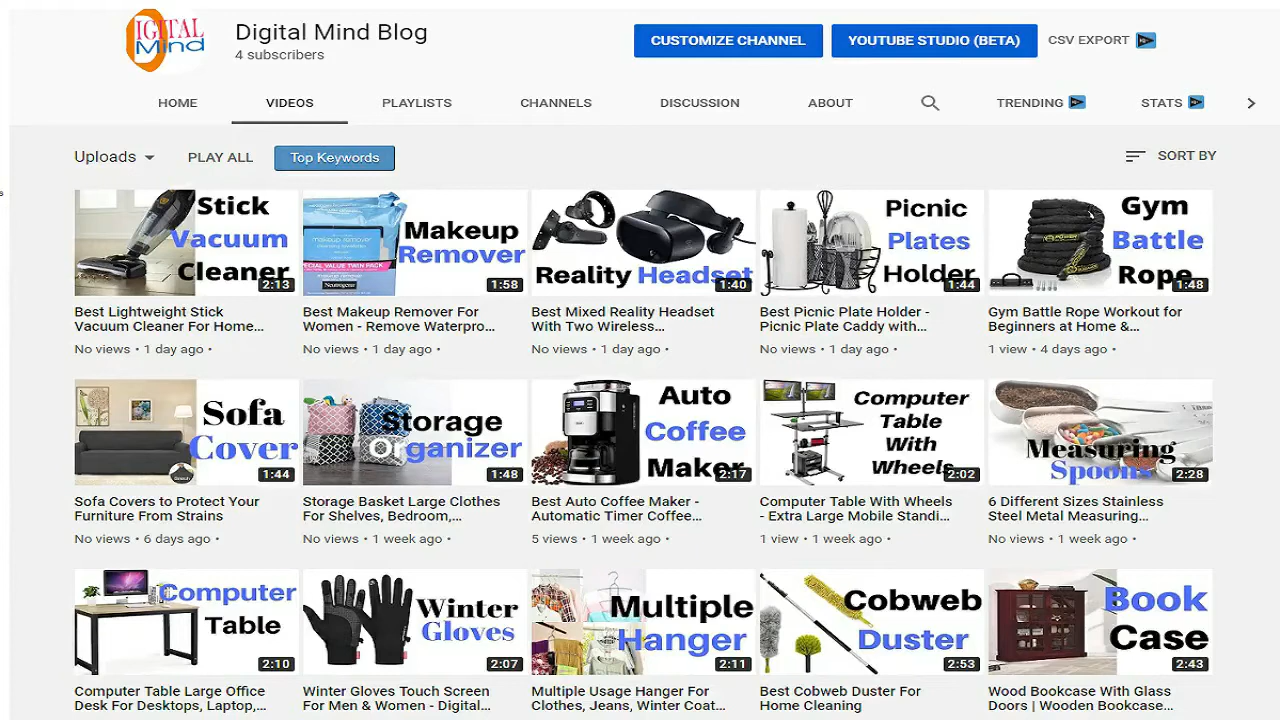 DIGITAL
Mind
Digital Mind Blog
4 subscribers
CUSTOMIZE CHANNEL
YOUTUBE STUDIO (BETA)
CSV EXPORT
HOME
VIDEOS
PLAYLISTS
CHANNELS
DISCUSSION
ABOUT
TRENDING
STATS
s
Uploads
PLAY ALL
Top Keywords
SORT BY
Stick
Vacuum
Cleaner
2:13
makeup remover
SPECIAL VALUE TWIN PACK
Neutrogena
Makeup
Remover
1:58
Reality Headset
1:40
Picnic
Plates
Holder
1:44
Gym
Battle
Rope
1:48
Best Lightweight Stick
Vacuum Cleaner For Home...
No views • 1 day ago •
Best Makeup Remover For
Women - Remove Waterpro...
No views • 1 day ago •
Best Mixed Reality Headset
With Two Wireless...
No views • 1 day ago •
Best Picnic Plate Holder -
Picnic Plate Caddy with...
No views • 1 day ago •
Gym Battle Rope Workout for
Beginners at Home &...
1 view • 4 days ago •
Sofa
Cover
1:44
Storage
Organizer
1:48
Auto
Coffee
Maker
2:17
Computer
Table
With
Wheels
2:02
Measuring
Spoons
2:28
Sofa Covers to Protect Your
Furniture From Strains
No views • 6 days ago •
Storage Basket Large Clothes
For Shelves, Bedroom,...
No views • 1 week ago •
Best Auto Coffee Maker -
Automatic Timer Coffee...
5 views • 1 week ago •
Computer Table With Wheels
- Extra Large Mobile Standi...
1 view • 1 week ago •
6 Different Sizes Stainless
Steel Metal Measuring...
No views • 1 week ago •
Computer
Table
2:10
Winter
Gloves
2:07
Multiple
Hanger
2:11
Cobweb
Duster
2:53
Book
Case
2:43
Computer Table Large Office
Desk For Desktops, Laptop,...
Winter Gloves Touch Screen
For Men & Women - Digital...
Multiple Usage Hanger For
Clothes, Jeans, Winter Coat...
Best Cobweb Duster For
Home Cleaning
Wood Bookcase With Glass
Doors | Wooden Bookcase...